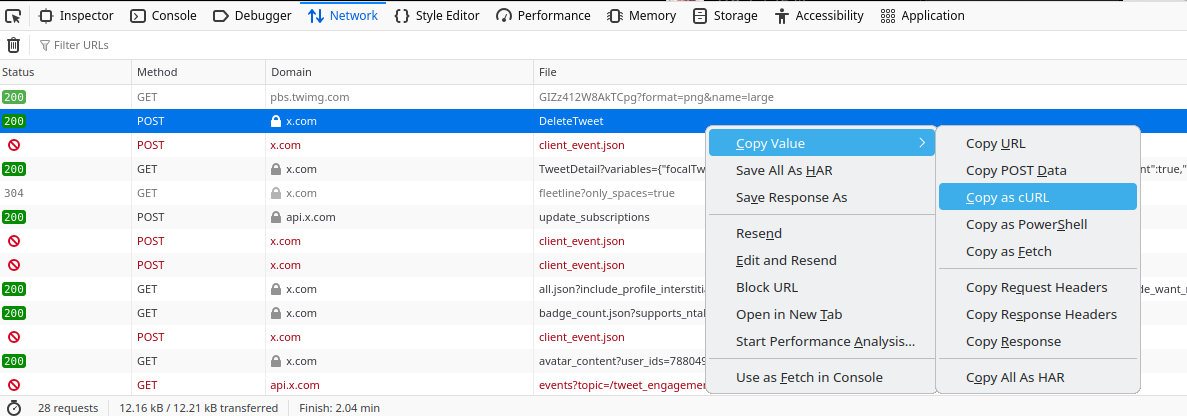 Inspector Console Debugger Network Style Editor Performance Memory Storage Accessibility Application
Filter URLs
Status Method Domain File
200 GET pbs.twimg.com GIZz412W8AkTCpg?format=png&name=large
200 POST x.com DeleteTweet
POST x.com client_event.json
200 GET x.com TweetDetail?variables={"focalTw nt":true,"
304 GET x.com fleetline?only_spaces=true
200 POST api.x.com update_subscriptions
POST x.com client_event.json
POST x.com client_event.json
200 GET x.com all.json?include_profile_interstitia de_want_r
200 GET x.com badge_count.json?supports_ntal
POST x.com client_event.json
200 GET x.com avatar_content?user_ids=788049
GET api.x.com events?topic=/tweet_engagemen
28 requests 12.16 kB / 12.21 kB transferred Finish: 2.04 min
Copy Value
Save All As HAR
Save Response As
Resend
Edit and Resend
Block URL
Open in New Tab
Start Performance Analysis...
Use as Fetch in Console
Copy URL
Copy POST Data
Copy as cURL
Copy as PowerShell
Copy as Fetch
Copy Request Headers
Copy Response Headers
Copy Response
Copy All As HAR